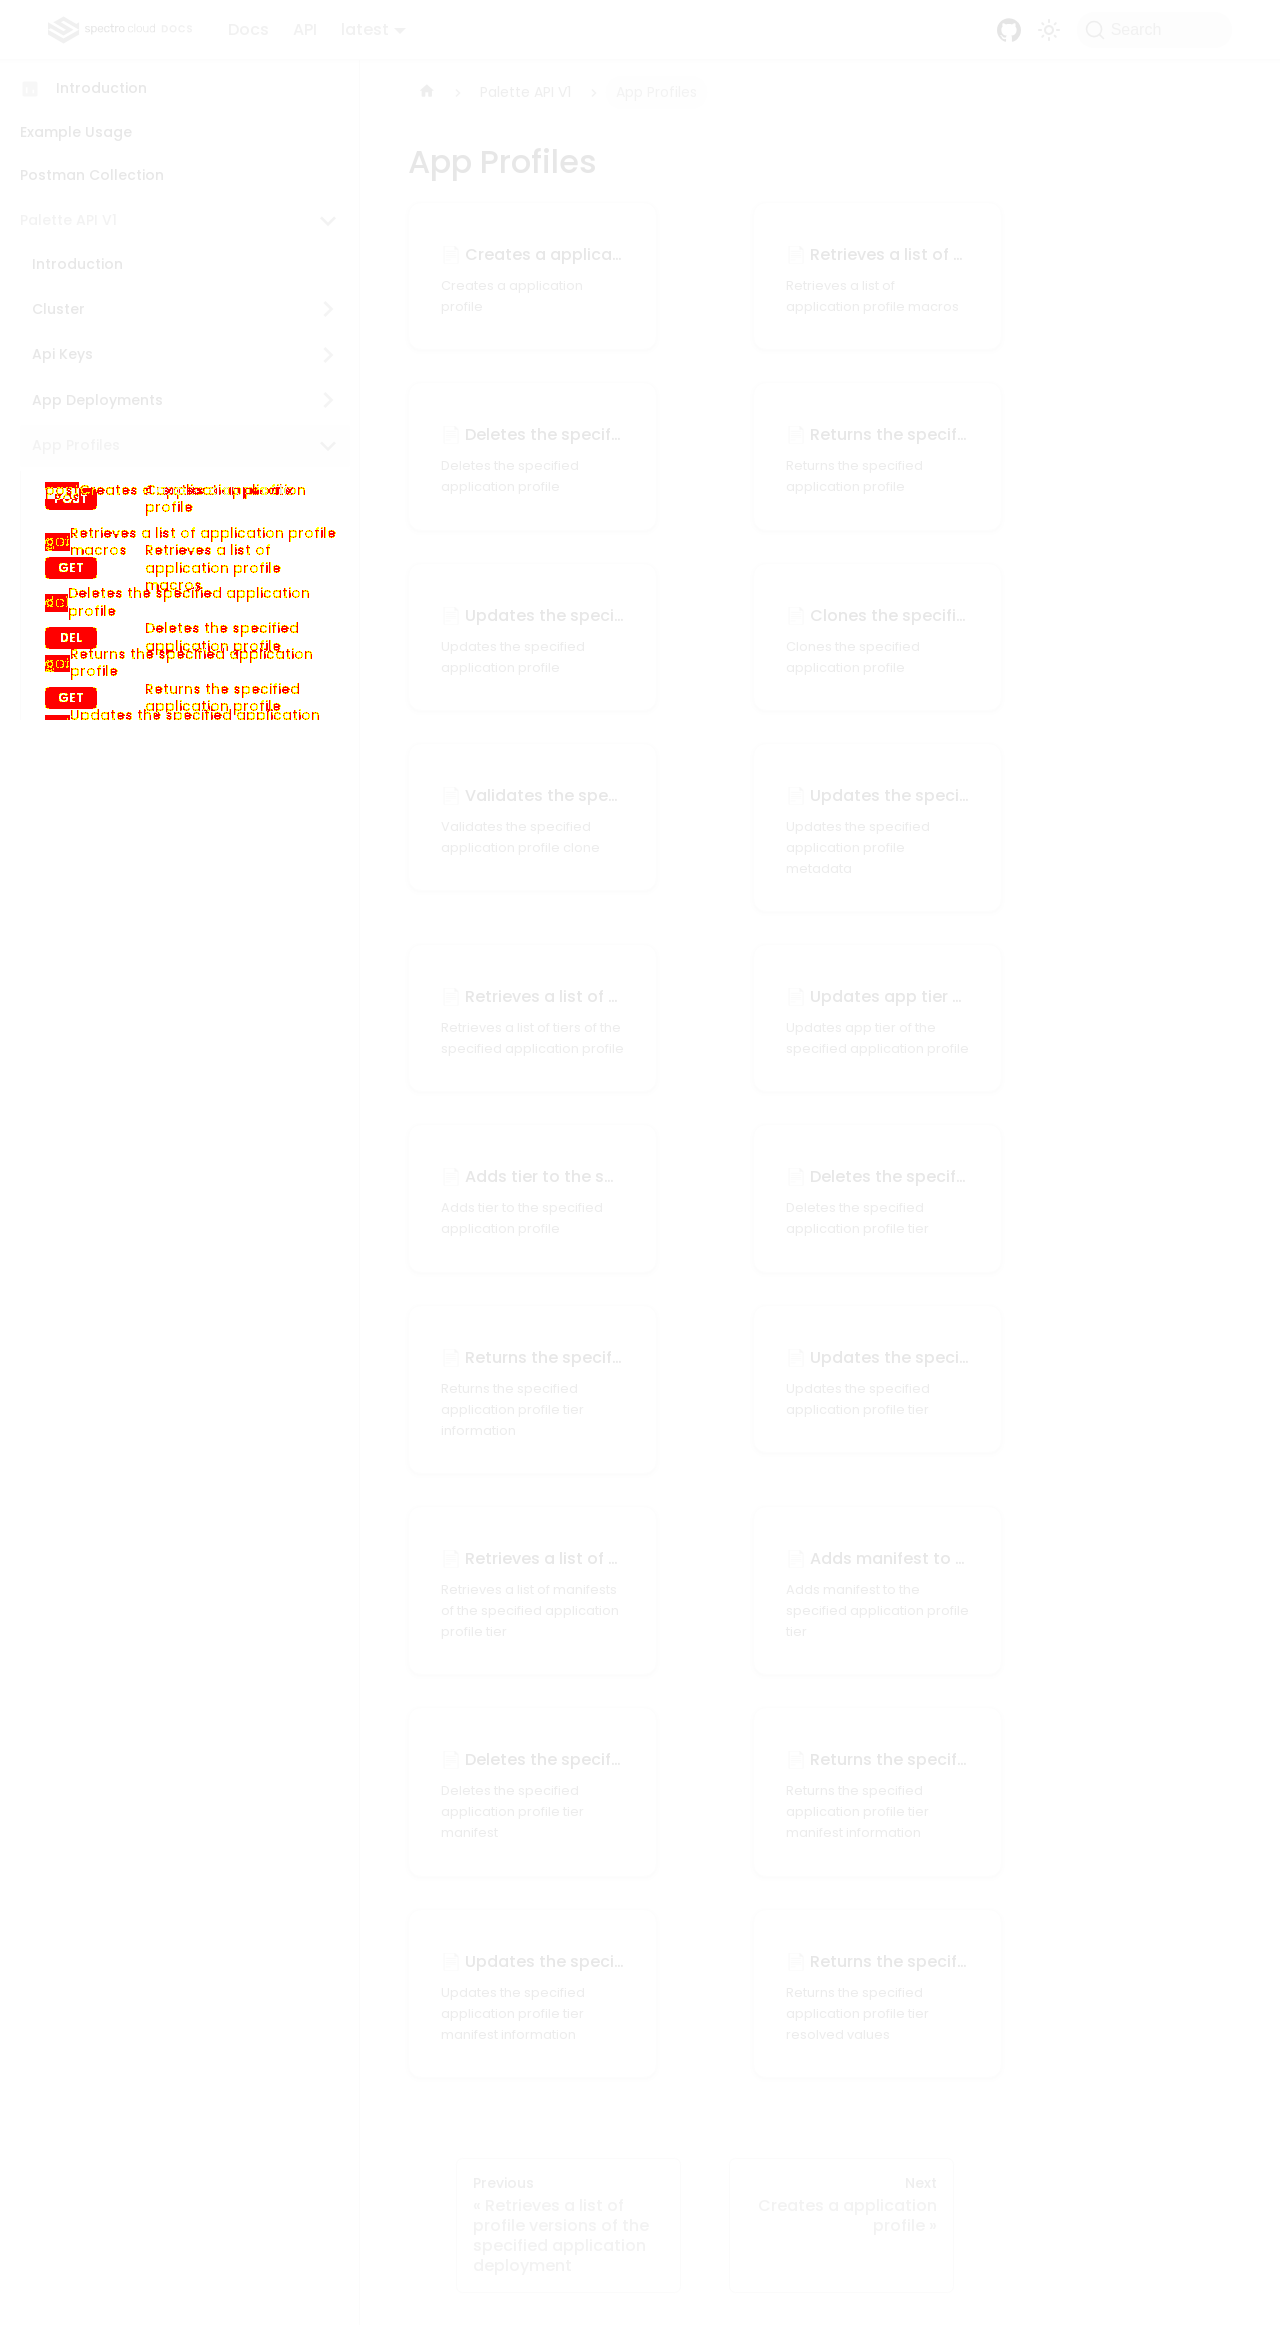 spectro cloud DOCS
Docs
API
latest
Search
Introduction
Example Usage
Postman Collection
Palette API V1
Introduction
Cluster
Api Keys
App Deployments
App Profiles
POST
profile
Retrieves a list of application profile
macros
GET
Retrieves a list of
application profile
macros
Deletes the specified application
profile
DEL
Deletes the specified
application profile
Returns the specified application
profile
GET
Returns the specified
application profile
Updates the specified application
Palette API V1
App Profiles
App Profiles
Creates a applica...
Creates a application
profile
Retrieves a list of ...
Retrieves a list of
application profile macros
Deletes the specif...
Deletes the specified
application profile
Returns the specif...
Returns the specified
application profile
Updates the speci...
Updates the specified
application profile
Clones the specifi...
Clones the specified
application profile
Validates the spe...
Validates the specified
application profile clone
Updates the speci...
Updates the specified
application profile
metadata
Retrieves a list of ...
Retrieves a list of tiers of the
specified application profile
Updates app tier ...
Updates app tier of the
specified application profile
Adds tier to the s...
Adds tier to the specified
application profile
Deletes the specif...
Deletes the specified
application profile tier
Returns the specif...
Returns the specified
application profile tier
information
Updates the speci...
Updates the specified
application profile tier
Retrieves a list of ...
Retrieves a list of manifests
of the specified application
profile tier
Adds manifest to ...
Adds manifest to the
specified application profile
tier
Deletes the specif...
Deletes the specified
application profile tier
manifest
Returns the specif...
Returns the specified
application profile tier
manifest information
Updates the speci...
Updates the specified
application profile tier
manifest information
Returns the specif...
Returns the specified
application profile tier
resolved values
Previous
« Retrieves a list of
profile versions of the
specified application
deployment
Next
Creates a application
profile »